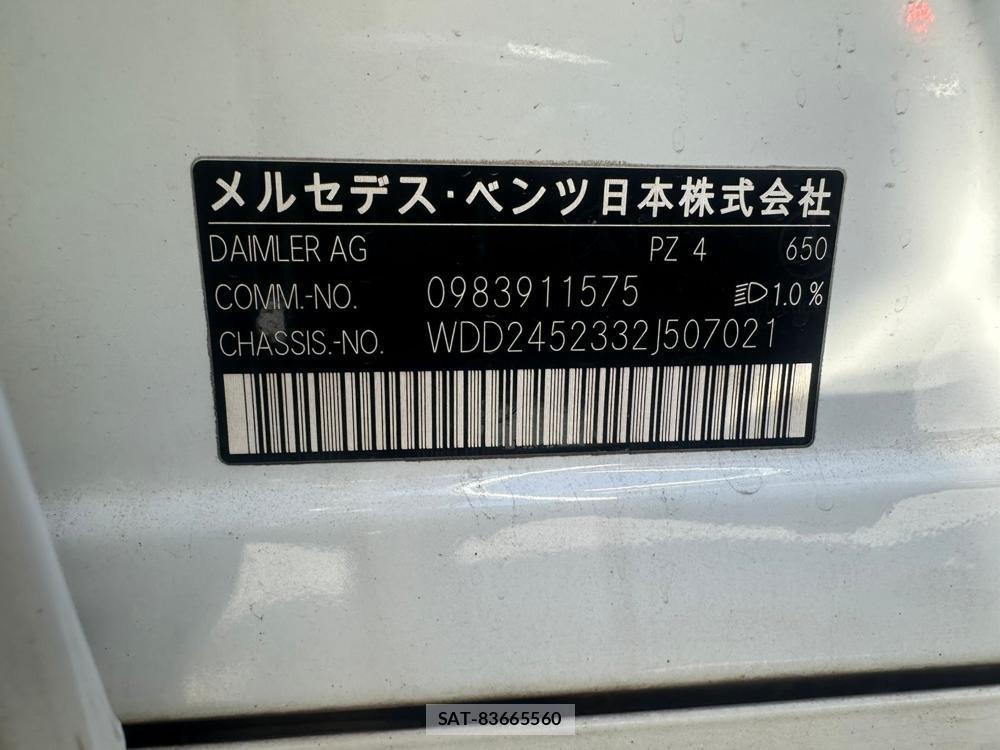 メルセデス・ベンツ日本株式会社
DAIMLER AG PZ 4 650
COMM.-NO. 0983911575 1.0 %
CHASSIS.-NO. WDD2452332J507021
SAT-83665560